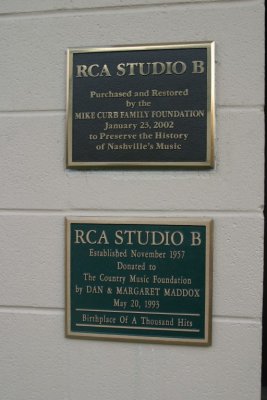 RCA STUDIO B
Purchased and Restored
by the
MIKE CURB FAMILY FOUNDATION
January 23, 2002
to Preserve the History
of Nashville's Music
RCA STUDIO B
Established November 1957
Donated to
The Country Music Foundation
by DAN & MARGARET MADDOX
May 20, 1993
Birthplace Of A Thousand Hits